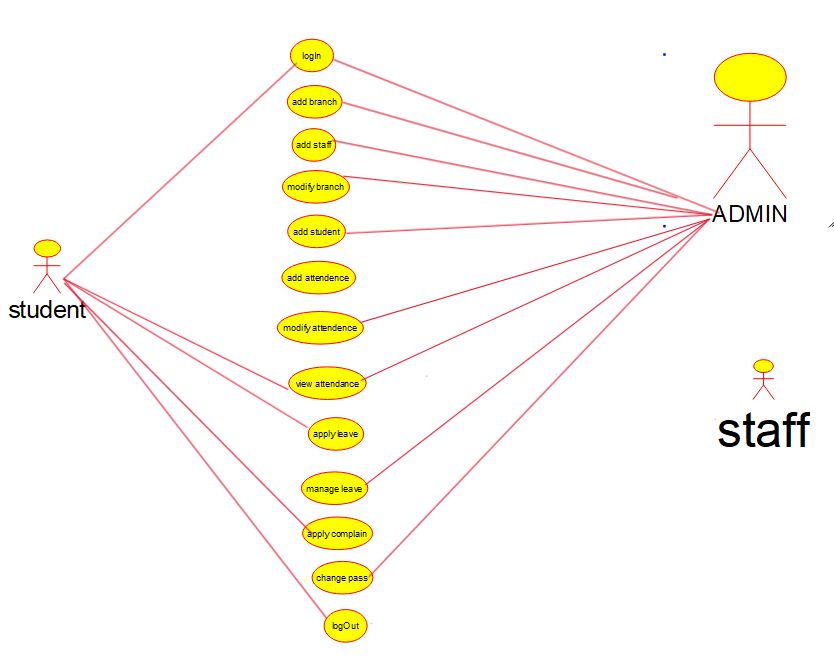 logIn
add branch
add staff
modify branch
add student
add attendence
modify attendence
view attendance
apply leave
manage leave
apply complain
change pass
logOut
student
ADMIN
staff